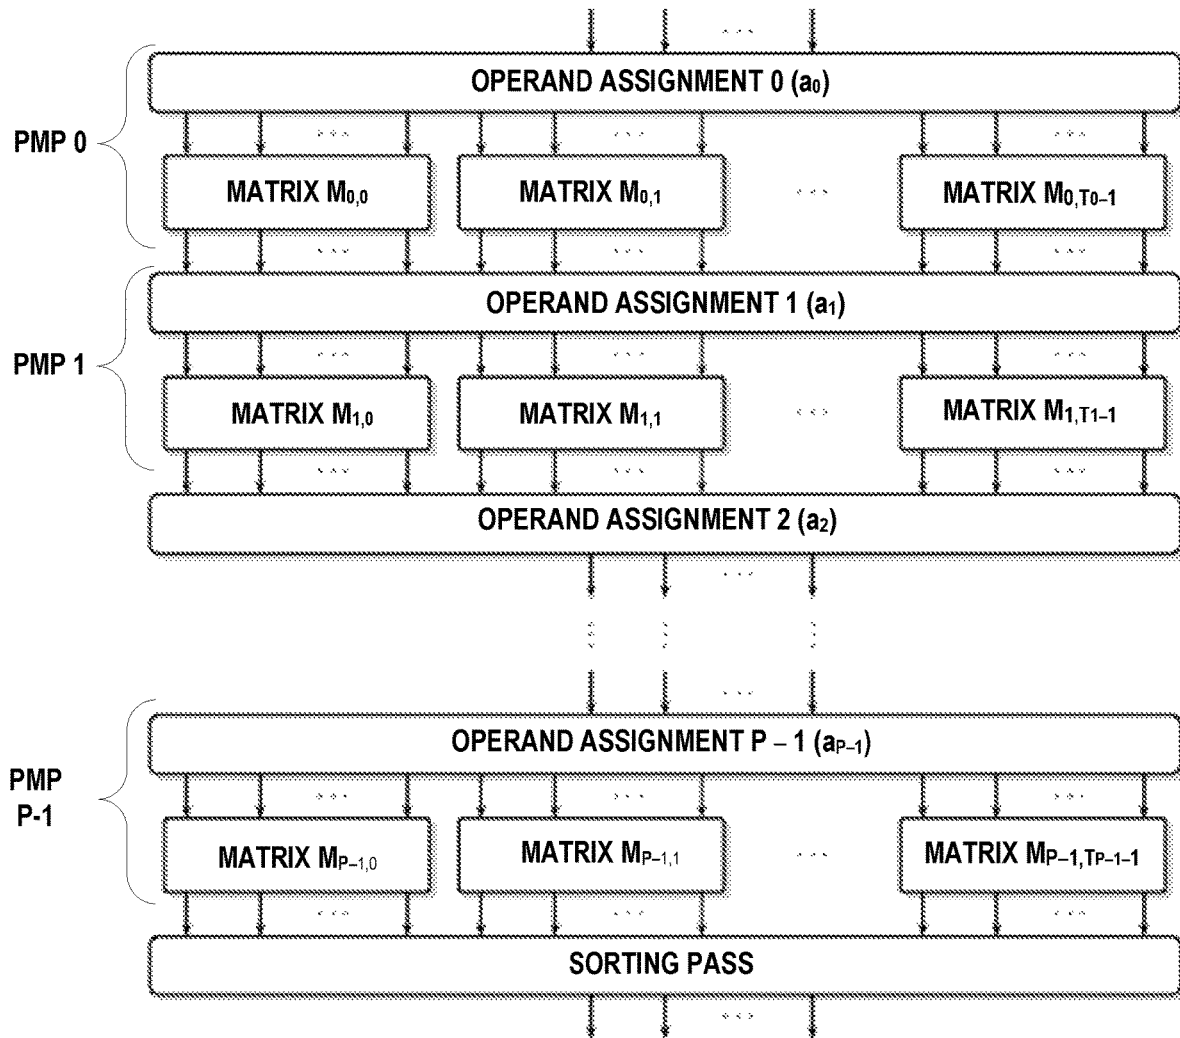 OPERAND ASSIGNMENT 0 (a₀)
PMP 0
MATRIX M₀,₀
MATRIX M₀,₁
MATRIX M₀,T₀₋₁
OPERAND ASSIGNMENT 1 (a₁)
PMP 1
MATRIX M₁,₀
MATRIX M₁,₁
MATRIX M₁,T₁₋₁
OPERAND ASSIGNMENT 2 (a₂)
OPERAND ASSIGNMENT P – 1 (aP–1)
PMP
P-1
MATRIX MP–1,0
MATRIX MP–1,1
MATRIX MP–1,TP–1–1
SORTING PASS